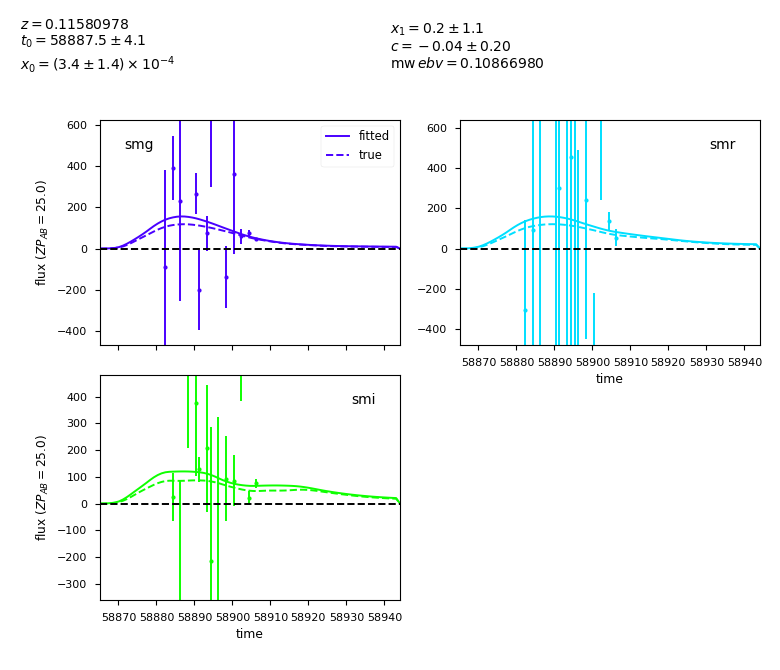 z = 0.11580978
t₀ = 58887.5 ± 4.1
x₀ = (3.4 ± 1.4) × 10⁻⁴
x₁ = 0.2 ± 1.1
c = −0.04 ± 0.20
mw ebv = 0.10866980
600
400
200
0
−200
−400
flux (ZP_AB = 25.0)
smg
fitted
true
600
400
200
0
−200
−400
smr
58870 58880 58890 58900 58910 58920 58930 58940
time
400
300
200
100
0
−100
−200
−300
flux (ZP_AB = 25.0)
smi
58870 58880 58890 58900 58910 58920 58930 58940
time